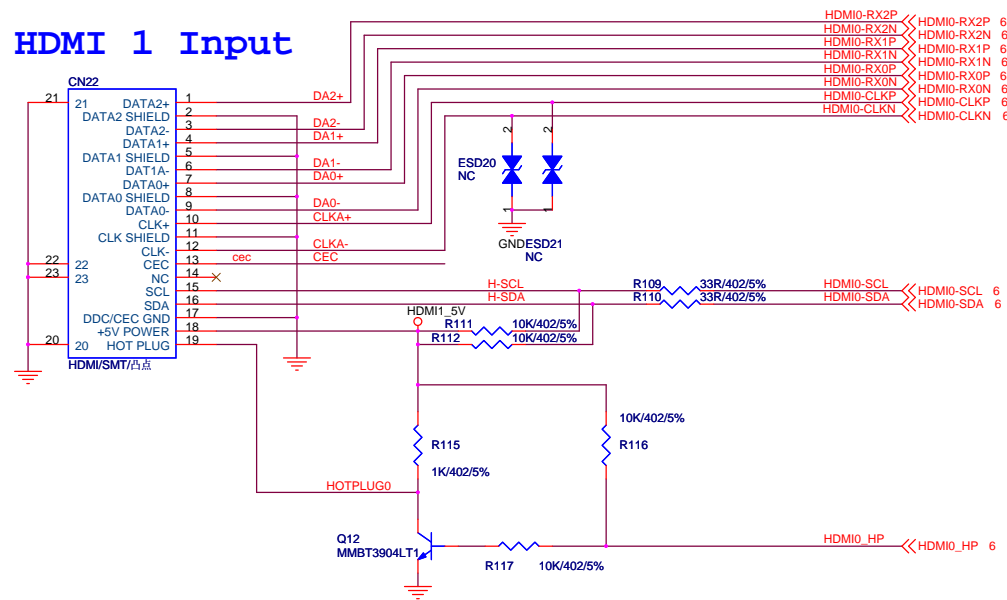 HDMI 1 Input
HDMI0-RX2P HDMI0-RX2P 6
HDMI0-RX2N HDMI0-RX2N 6
HDMI0-RX1P HDMI0-RX1P 6
HDMI0-RX1N HDMI0-RX1N 6
HDMI0-RX0P HDMI0-RX0P 6
HDMI0-RX0N HDMI0-RX0N 6
HDMI0-CLKP HDMI0-CLKP 6
HDMI0-CLKN HDMI0-CLKN 6
CN22
21 21 DATA2+ 1 DA2+
DATA2 SHIELD 2
DATA2- 3 DA2-
DATA1+ 4 DA1+
DATA1 SHIELD 5
DAT1A- 6 DA1-
DATA0+ 7 DA0+
DATA0 SHIELD 8
DATA0- 9 DA0-
CLK+ 10 CLKA+
CLK SHIELD 11
CLK- 12 CLKA-
22 22 CEC 13 cec CEC
23 23 NC 14
SCL 15 H-SCL
SDA 16 H-SDA
DDC/CEC GND 17
+5V POWER 18
20 20 HOT PLUG 19
HDMI/SMT/凸点
2 2
ESD20
NC
1 1
GND ESD21
NC
R109 33R/402/5% HDMI0-SCL HDMI0-SCL 6
R110 33R/402/5% HDMI0-SDA HDMI0-SDA 6
HDMI1_5V
R111 10K/402/5%
R112 10K/402/5%
10K/402/5%
R115 R116
1K/402/5%
HOTPLUG0
Q12
MMBT3904LT1
R117 10K/402/5%
HDMI0_HP HDMI0_HP 6